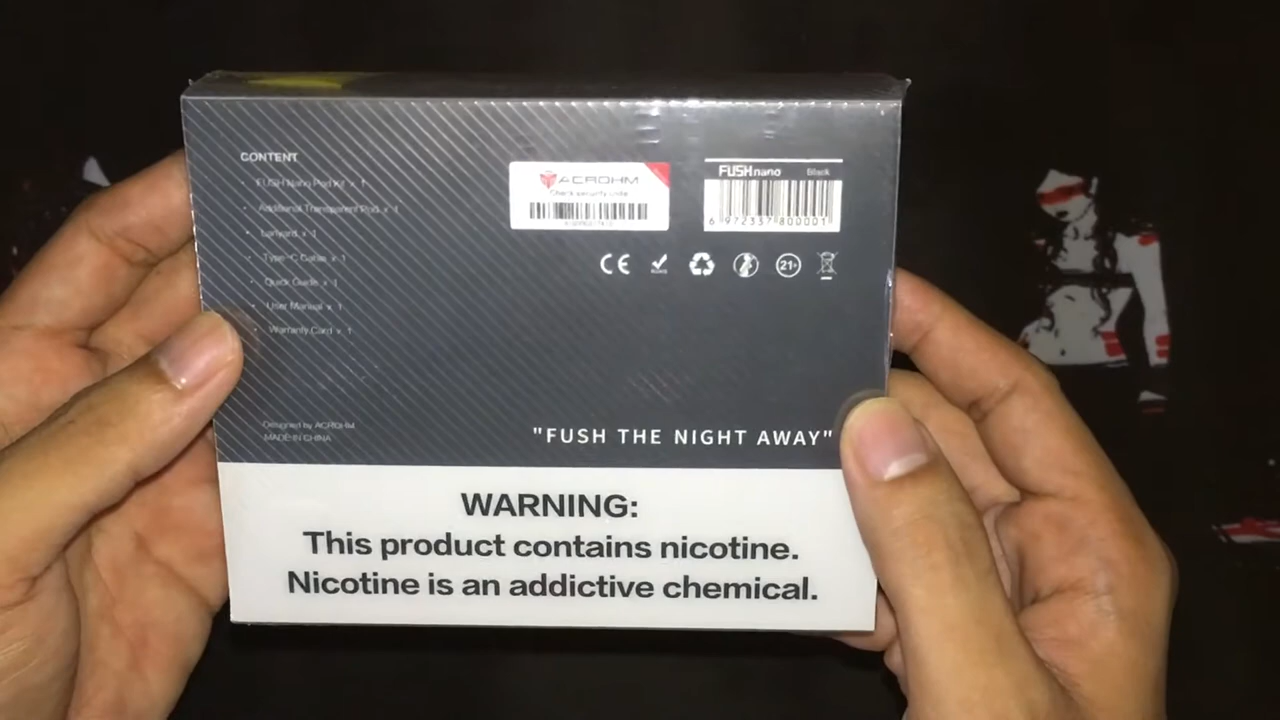 CONTENT
FUSH Nano Pod Kit x 1
Additional Transparent Pod x 1
Lanyard x 1
Type-C Cable x 1
Quick Guide x 1
User Manual x 1
Warranty Card x 1
ACROHM
Check security code
FUSH nano Black
6 972337 800001
CE
21+
Designed by ACROHM
MADE IN CHINA
"FUSH THE NIGHT AWAY"
WARNING:
This product contains nicotine.
Nicotine is an addictive chemical.